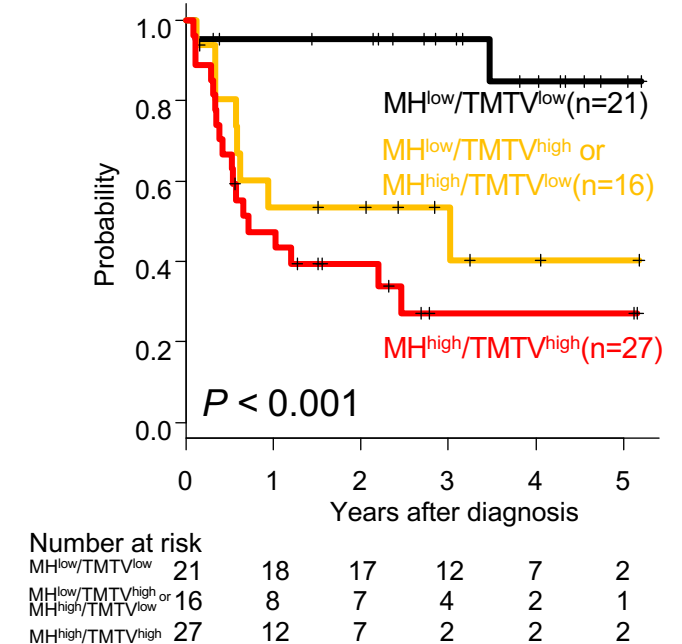 1.0
MHlow/TMTVlow(n=21)
0.8
MHlow/TMTVhigh or
MHhigh/TMTVlow(n=16)
0.6
Probability
0.4
MHhigh/TMTVhigh(n=27)
0.2
P < 0.001
0.0
0 1 2 3 4 5
Years after diagnosis
Number at risk
MHlow/TMTVlow 21 18 17 12 7 2
MHlow/TMTVhigh or
MHhigh/TMTVlow 16 8 7 4 2 1
MHhigh/TMTVhigh 27 12 7 2 2 2